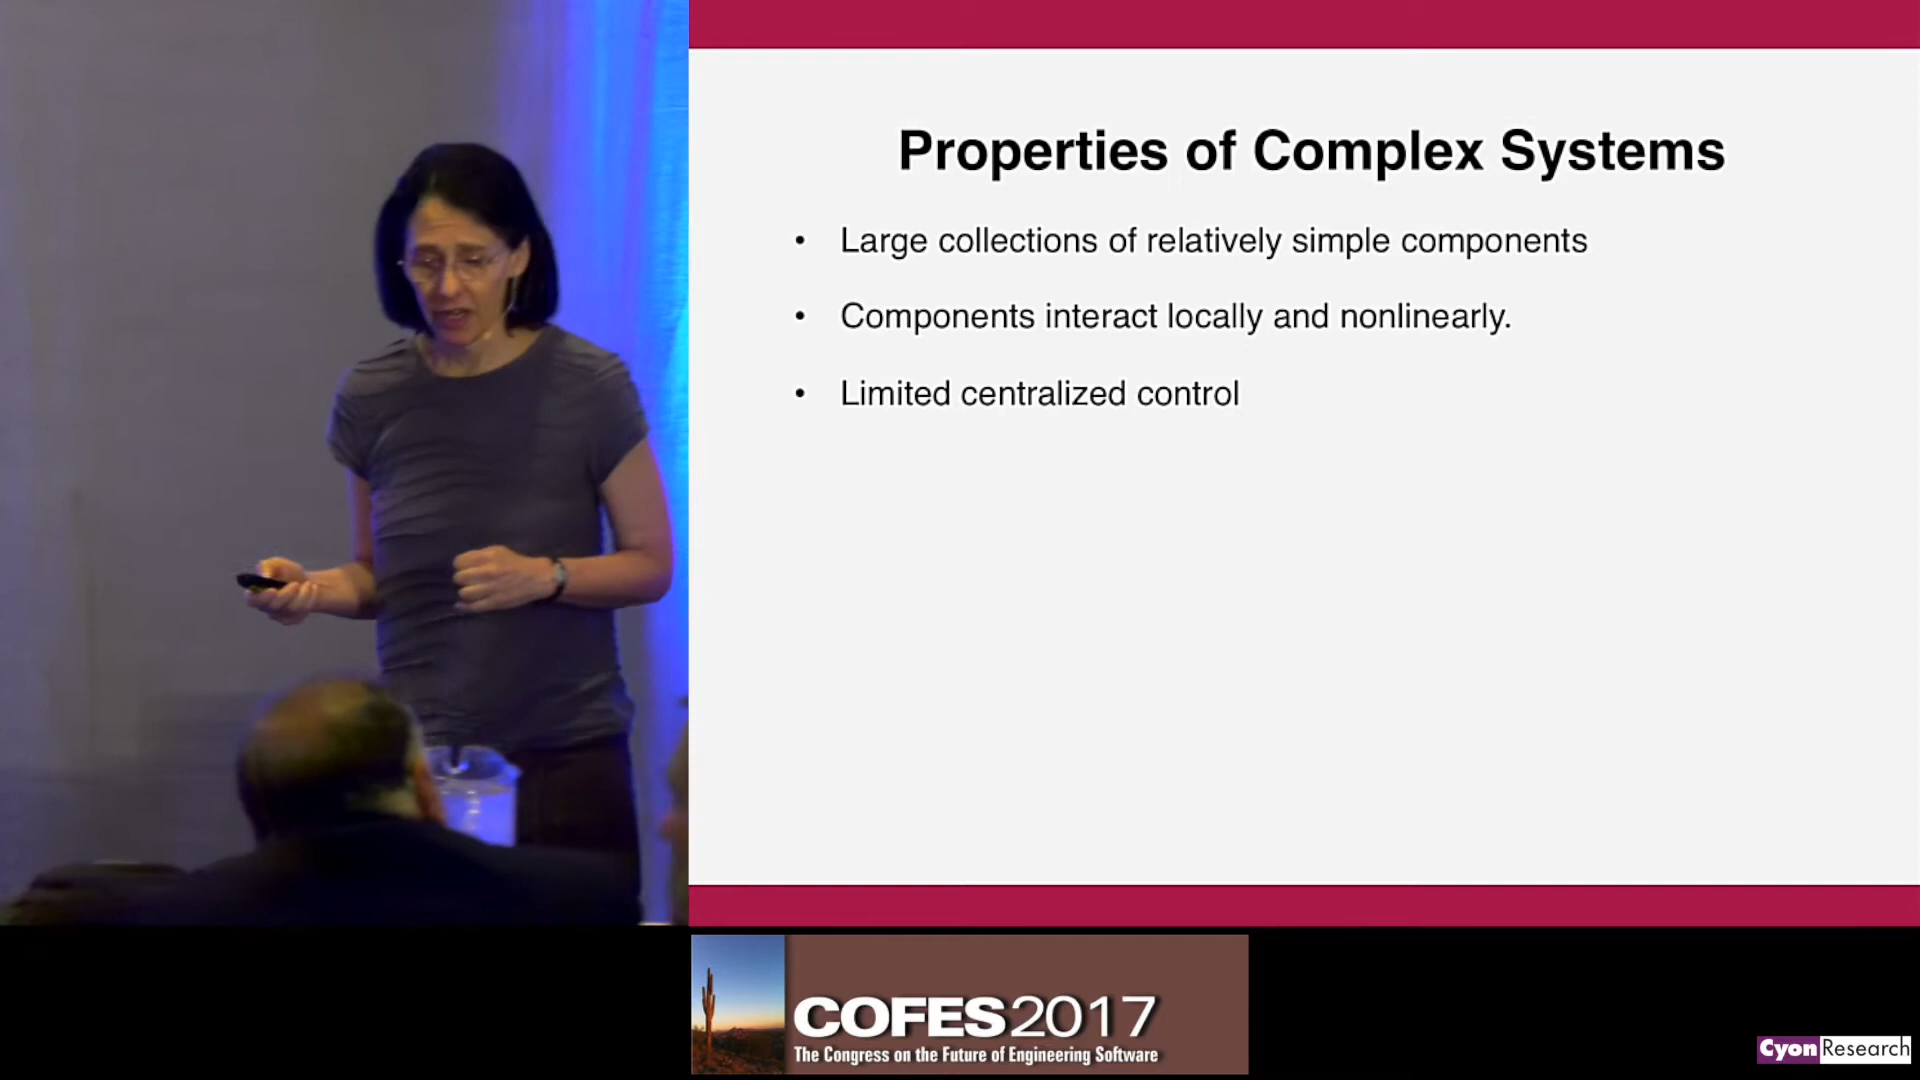 Properties of Complex Systems
• Large collections of relatively simple components
• Components interact locally and nonlinearly.
• Limited centralized control
COFES2017
The Congress on the Future of Engineering Software
CyonResearch